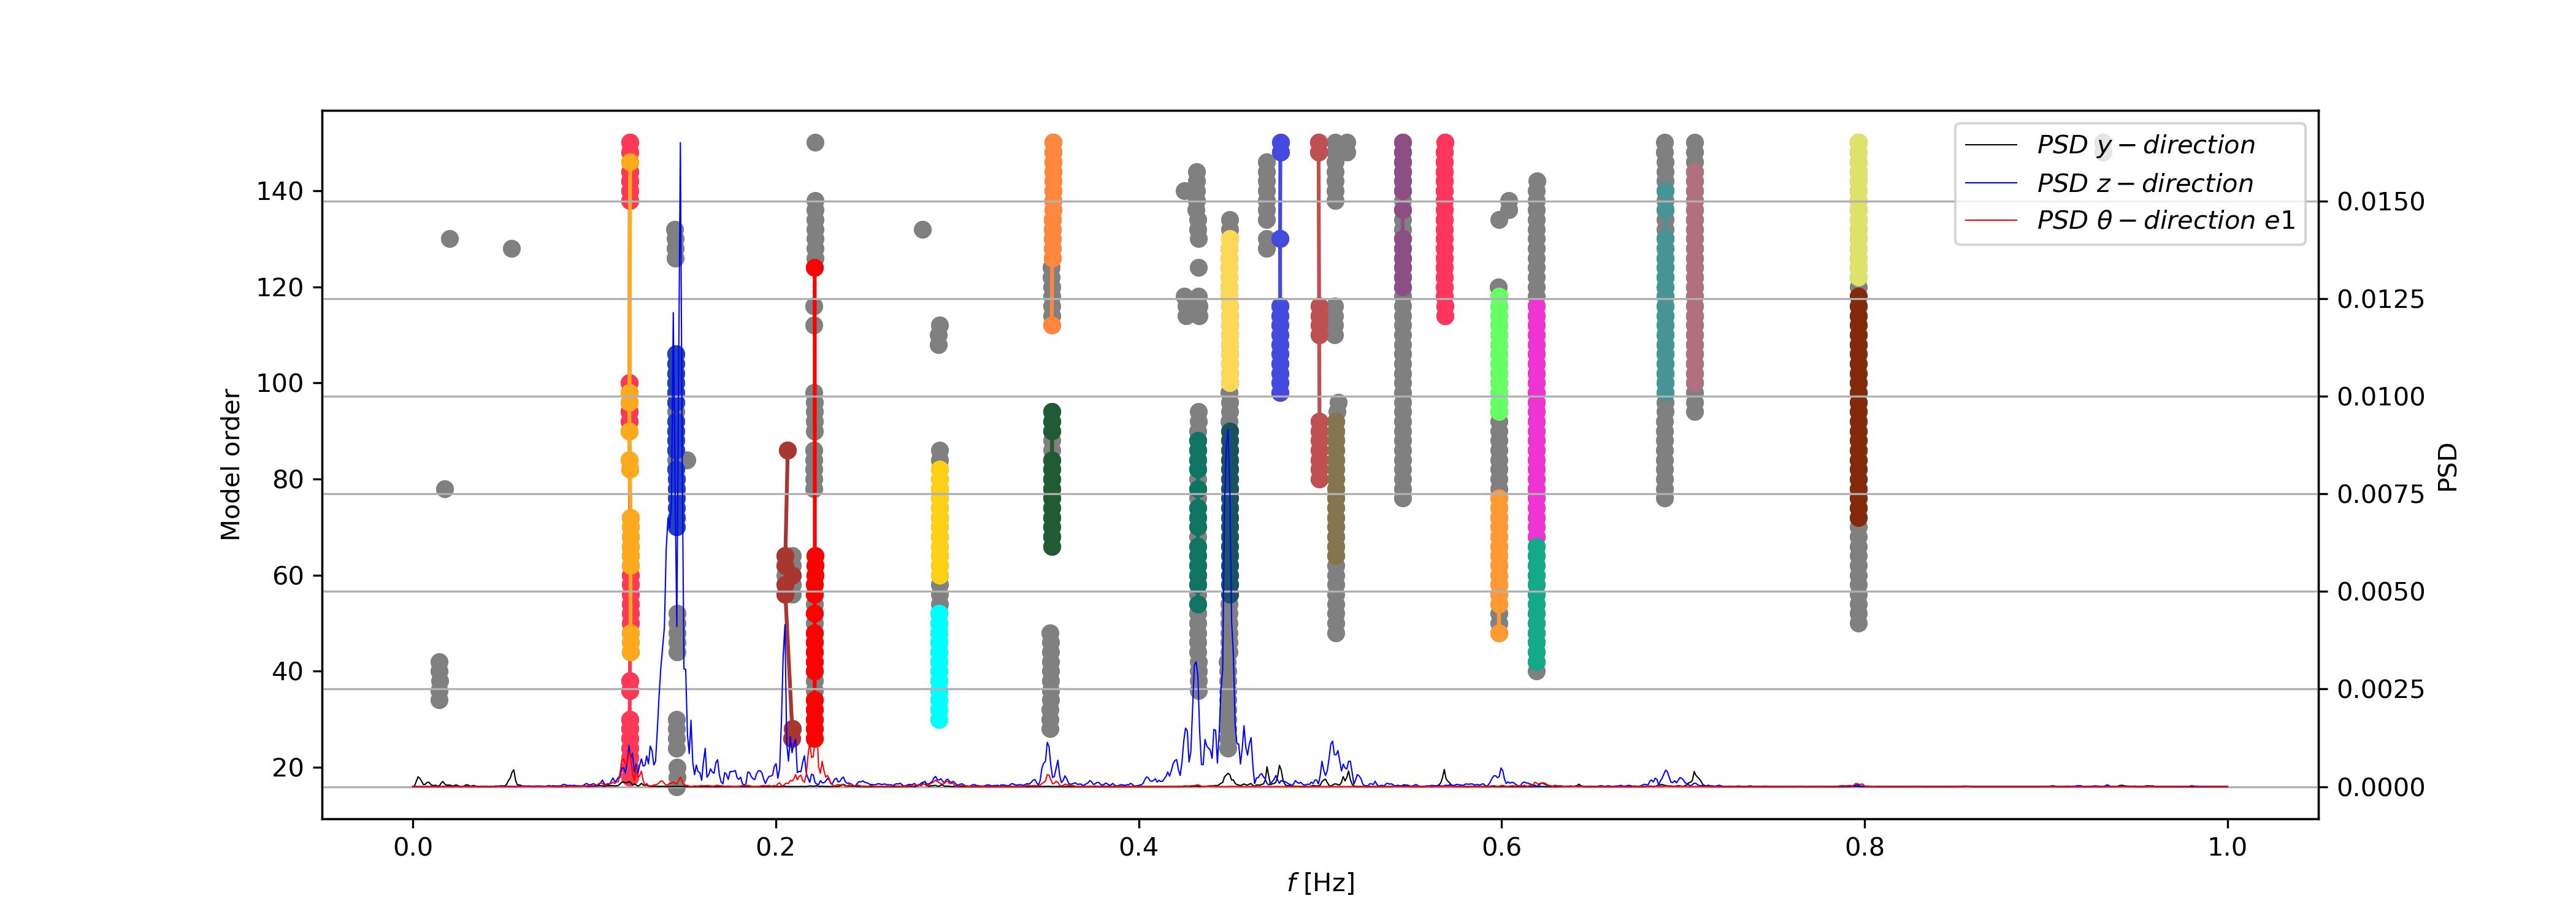 PSD y − direction
PSD z − direction
PSD θ − direction e1
140
120
100
80
60
40
20
Model order
0.0150
0.0125
0.0100
0.0075
0.0050
0.0025
0.0000
PSD
0.0 0.2 0.4 0.6 0.8 1.0
f [Hz]